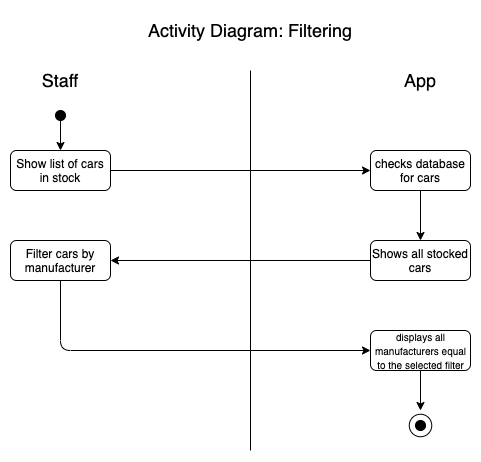 Activity Diagram: Filtering
Staff
App
Show list of cars
in stock
checks database
for cars
Filter cars by
manufacturer
Shows all stocked
cars
displays all
manufacturers equal
to the selected filter